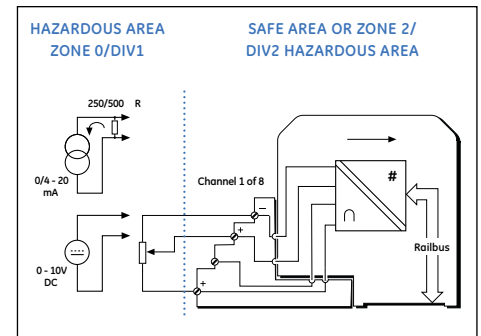 HAZARDOUS AREA
ZONE 0/DIV1
SAFE AREA OR ZONE 2/
DIV2 HAZARDOUS AREA
250/500 R
0/4 - 20
mA
Channel 1 of 8
−
+
#
∩
Railbus
0 - 10V
DC
+